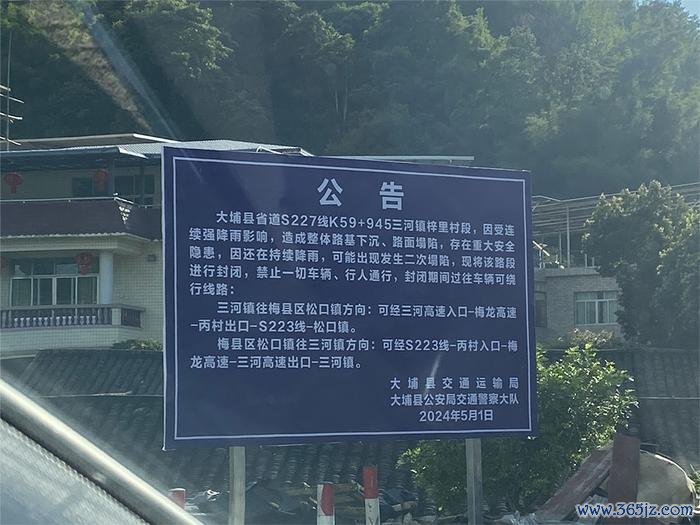 公告
大埔县省道S227线K59+945三河镇梓里村段，因受连
续强降雨影响，造成整体路基下沉、路面塌陷，存在重大安全
隐患，因还在持续降雨，可能出现发生二次塌陷，现将该路段
进行封闭，禁止一切车辆、行人通行，封闭期间过往车辆可绕
行线路：
三河镇往梅县区松口镇方向：可经三河高速入口-梅龙高速
-丙村出口-S223线-松口镇。
梅县区松口镇往三河镇方向：可经S223线-丙村入口-梅
龙高速-三河高速出口-三河镇。
大埔县交通运输局
大埔县公安局交通警察大队
2024年5月1日
www.365jz.com